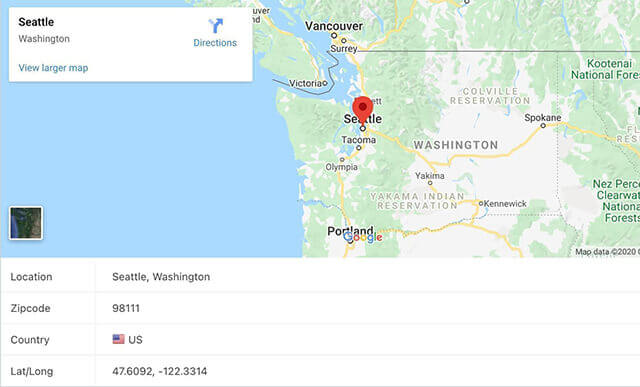 Seattle
Washington
Directions
View larger map
Vancouver
Surrey
Victoria
Kootenai
National Fores
COLVILLE
RESERVATION
Seattle
Spokane
Tacoma
WASHINGTON
Olympia
Yakima
Nez Perc
Clearwat
National F
YAKAMA INDIAN
RESERVATION
Kennewick
Portland
Google
Map data ©2020
Location
Seattle, Washington
Zipcode
98111
Country
US
Lat/Long
47.6092, -122.3314